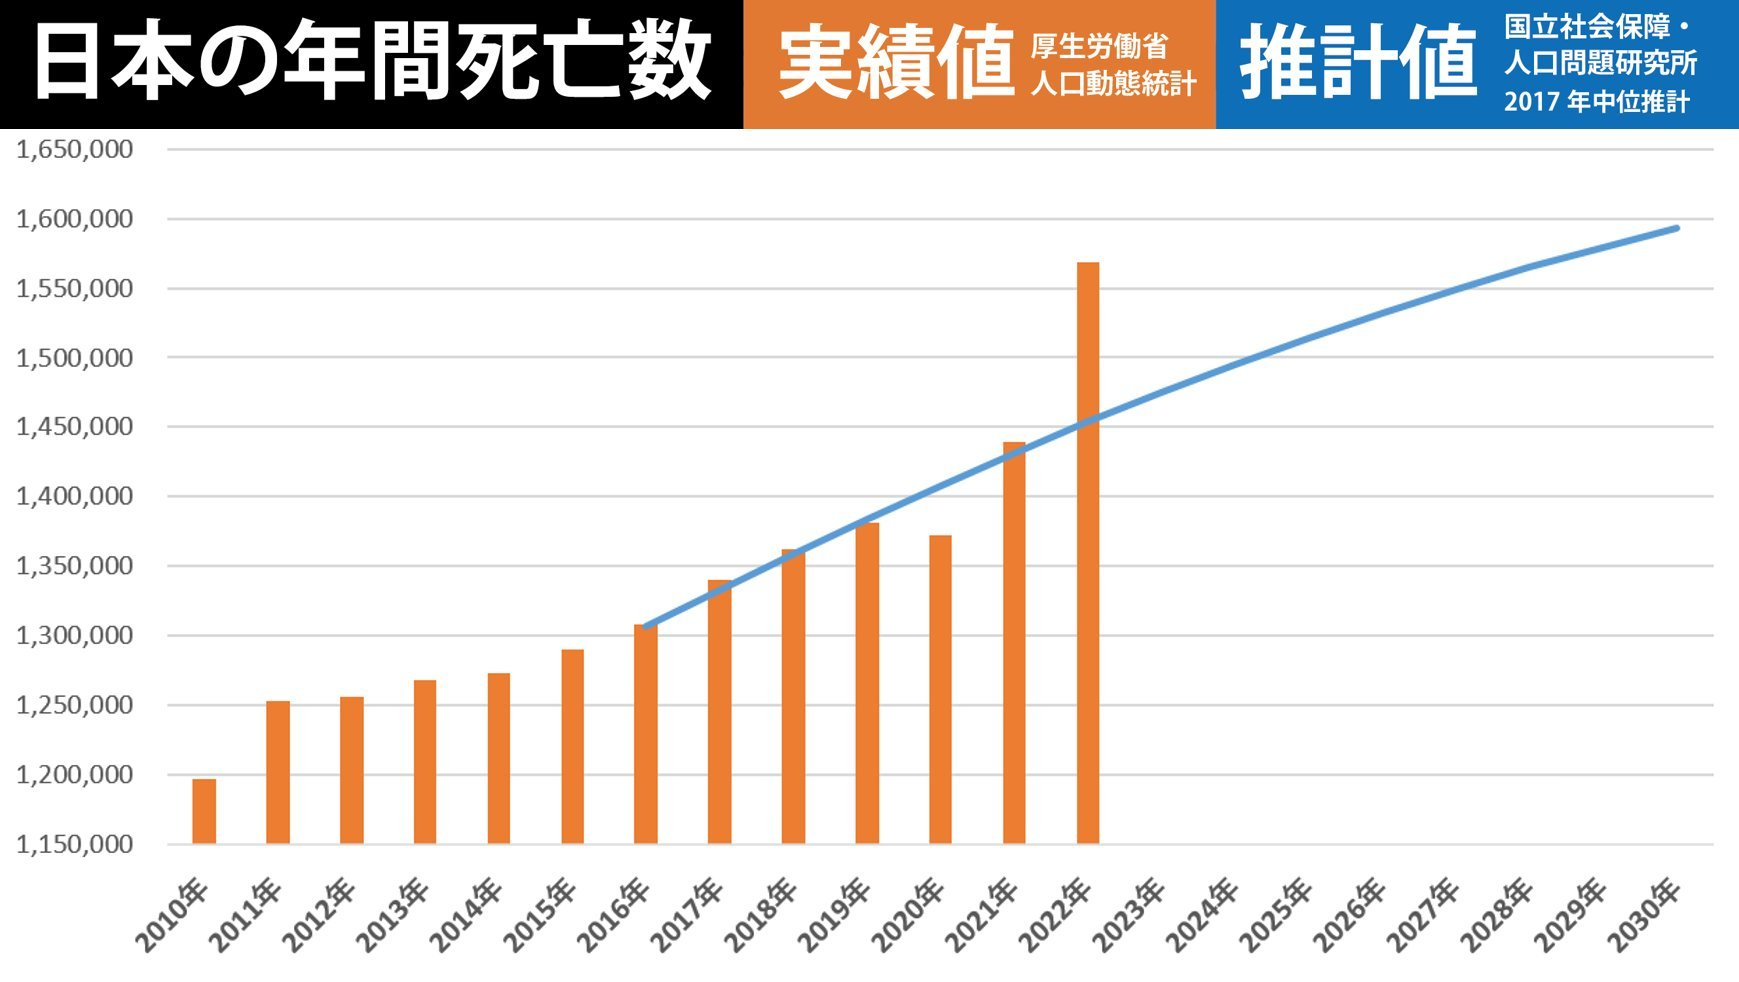 日本の年間死亡数
実績値
厚生労働省
人口動態統計
推計値
国立社会保障・
人口問題研究所
2017 年中位推計
1,650,000
1,600,000
1,550,000
1,500,000
1,450,000
1,400,000
1,350,000
1,300,000
1,250,000
1,200,000
1,150,000
2010年
2011年
2012年
2013年
2014年
2015年
2016年
2017年
2018年
2019年
2020年
2021年
2022年
2023年
2024年
2025年
2026年
2027年
2028年
2029年
2030年